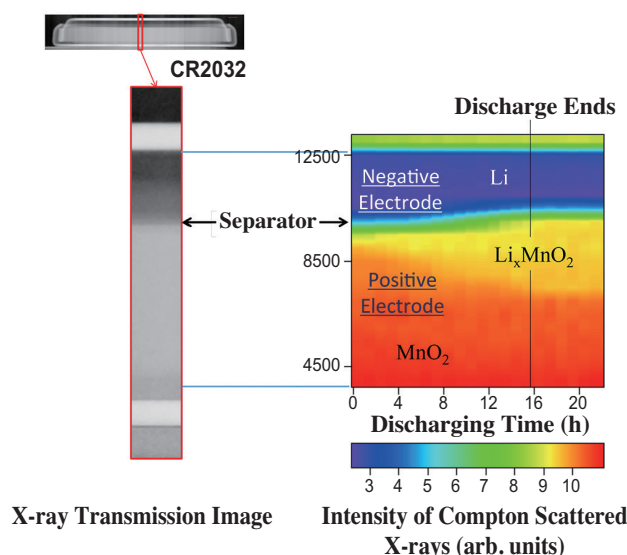 CR2032
Discharge Ends
12500
8500
4500
Negative
Electrode
Li
Separator
LiₓMnO₂
Positive
Electrode
MnO₂
0 4 8 12 16 20
Discharging Time (h)
3 4 5 6 7 8 9 10
X-ray Transmission Image
Intensity of Compton Scattered
X-rays (arb. units)